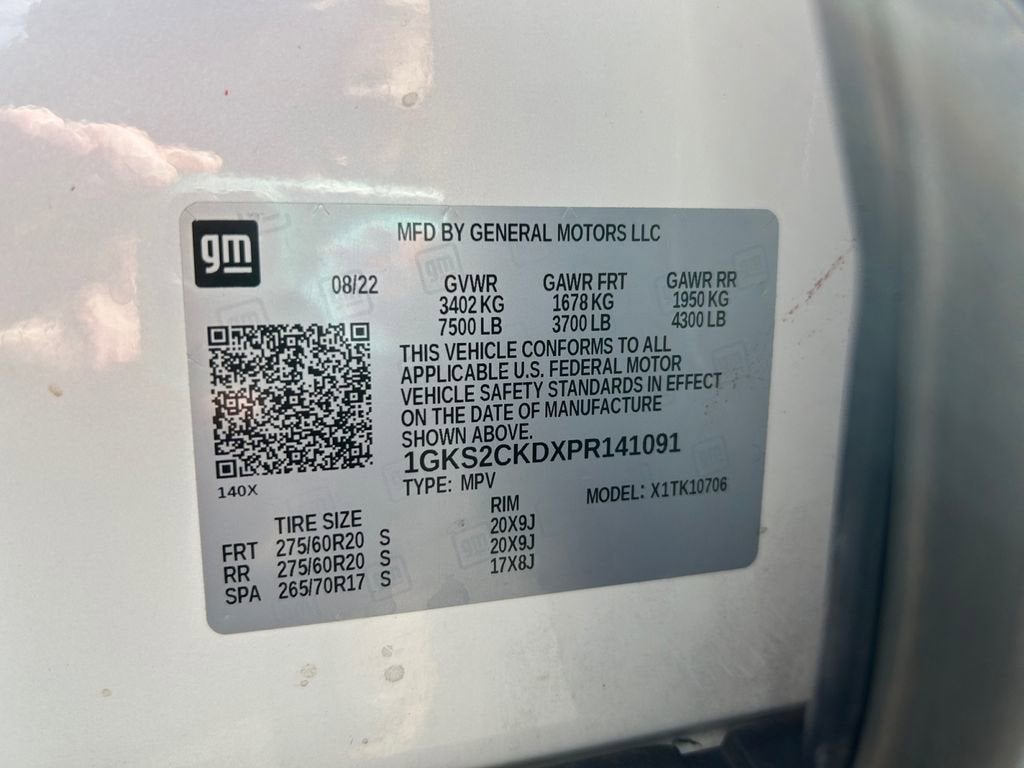 gm
MFD BY GENERAL MOTORS LLC
08/22 GVWR GAWR FRT GAWR RR
3402 KG 1678 KG 1950 KG
7500 LB 3700 LB 4300 LB
THIS VEHICLE CONFORMS TO ALL
APPLICABLE U.S. FEDERAL MOTOR
VEHICLE SAFETY STANDARDS IN EFFECT
ON THE DATE OF MANUFACTURE
SHOWN ABOVE.
1GKS2CKDXPR141091
140X
TYPE: MPV MODEL: X1TK10706
TIRE SIZE RIM
FRT 275/60R20 S 20X9J
RR 275/60R20 S 20X9J
SPA 265/70R17 S 17X8J